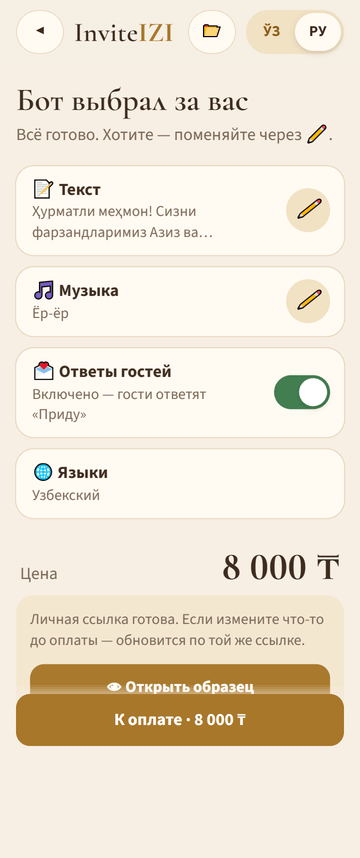 InviteIZI
ЎЗ
РУ
Бот выбрал за вас
Всё готово. Хотите — поменяйте через ✏️.
📝 Текст
Ҳурматли меҳмон! Сизни
фарзандларимиз Азиз ва…
🎵 Музыка
Ёр-ёр
💌 Ответы гостей
Включено — гости ответят
«Приду»
🌐 Языки
Узбекский
Цена
8 000 ₸
Личная ссылка готова. Если измените что-то
до оплаты — обновится по той же ссылке.
👁 Открыть образец
К оплате · 8 000 ₸